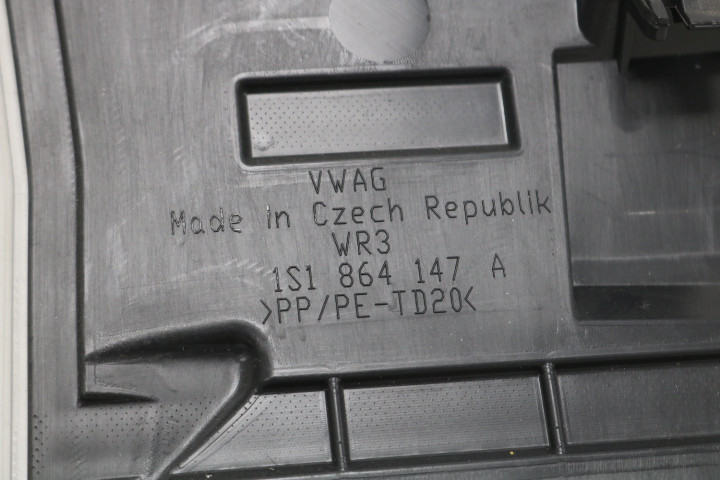 VWAG
Made in Czech Republik
WR3
1S1 864 147 A
>PP/PE-TD20<